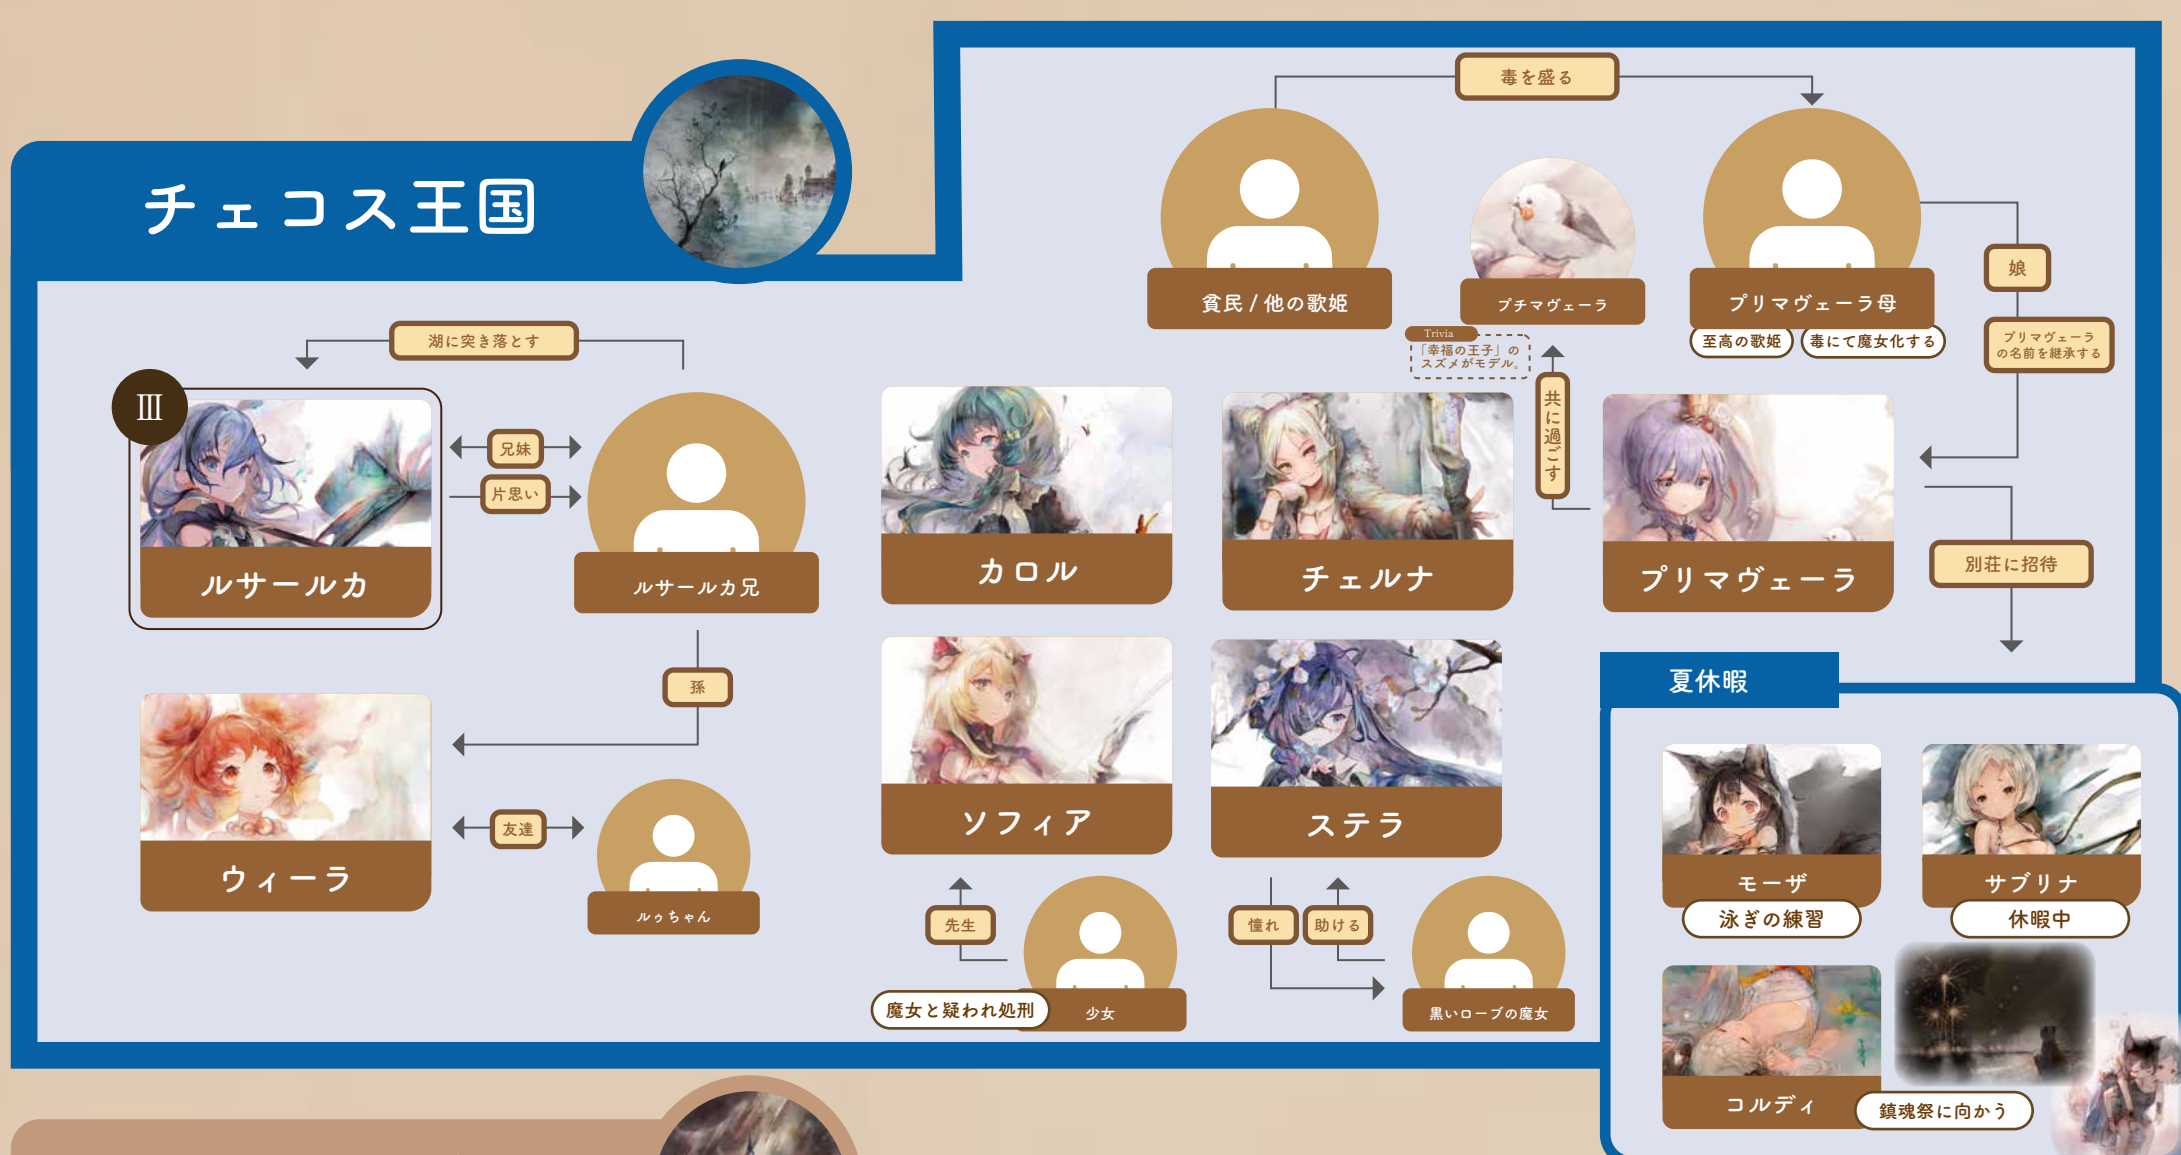 チェコス王国
毒を盛る
貧民 / 他の歌姫
プチマヴェーラ
プリマヴェーラ母
至高の歌姫
毒にて魔女化する
娘
プリマヴェーラ
の名前を継承する
Trivia
「幸福の王子」の
スズメがモデル。
共に過ごす
湖に突き落とす
III
兄妹
片思い
ルサールカ
ルサールカ兄
カロル
チェルナ
プリマヴェーラ
別荘に招待
孫
ウィーラ
友達
ルゥちゃん
ソフィア
ステラ
先生
魔女と疑われ処刑
少女
憧れ
助ける
黒いローブの魔女
夏休暇
モーザ
泳ぎの練習
サブリナ
休暇中
コルディ
鎮魂祭に向かう